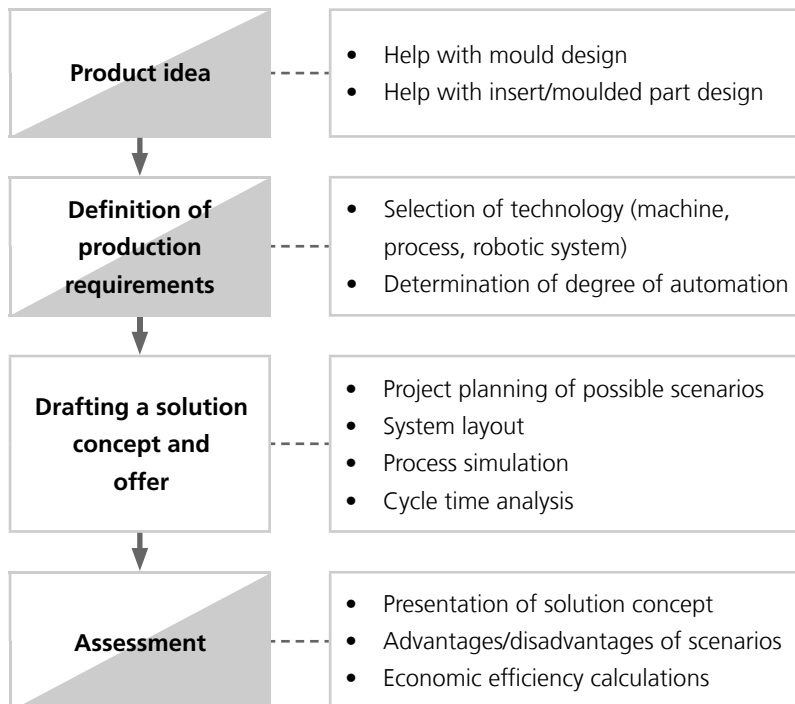 Product idea
• Help with mould design
• Help with insert/moulded part design
Definition of
production
requirements
• Selection of technology (machine,
process, robotic system)
• Determination of degree of automation
Drafting a solution
concept and
offer
• Project planning of possible scenarios
• System layout
• Process simulation
• Cycle time analysis
Assessment
• Presentation of solution concept
• Advantages/disadvantages of scenarios
• Economic efficiency calculations